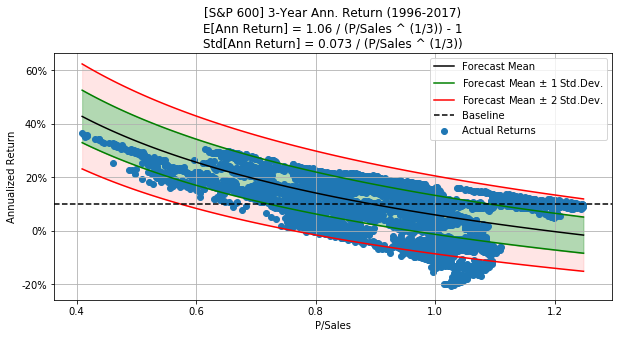 [S&P 600] 3-Year Ann. Return (1996-2017)
E[Ann Return] = 1.06 / (P/Sales ^ (1/3)) - 1
Std[Ann Return] = 0.073 / (P/Sales ^ (1/3))
Forecast Mean
Forecast Mean ± 1 Std.Dev.
Forecast Mean ± 2 Std.Dev.
Baseline
Actual Returns
Annualized Return
60%
40%
20%
0%
-20%
0.4 0.6 0.8 1.0 1.2
P/Sales